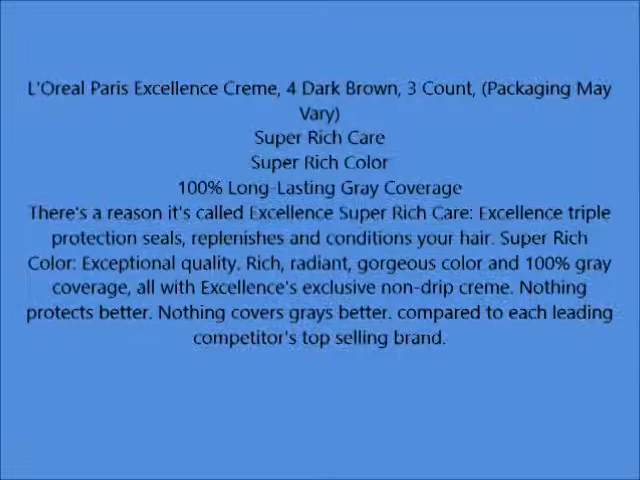 L'Oreal Paris Excellence Creme, 4 Dark Brown, 3 Count, (Packaging May
Vary)
Super Rich Care
Super Rich Color
100% Long-Lasting Gray Coverage
There's a reason it's called Excellence Super Rich Care: Excellence triple
protection seals, replenishes and conditions your hair. Super Rich
Color: Exceptional quality. Rich, radiant, gorgeous color and 100% gray
coverage, all with Excellence's exclusive non-drip creme. Nothing
protects better. Nothing covers grays better. compared to each leading
competitor's top selling brand.